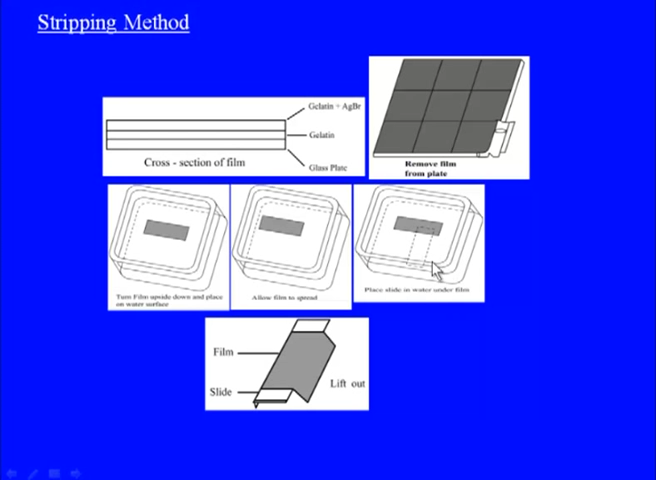 Stripping Method
Gelatin + AgBr
Gelatin
Cross - section of film
Glass Plate
Remove film
from plate
Turn Film upside down and place
on water surface
Allow film to spread
Place slide in water under film
Film
Slide
Lift out